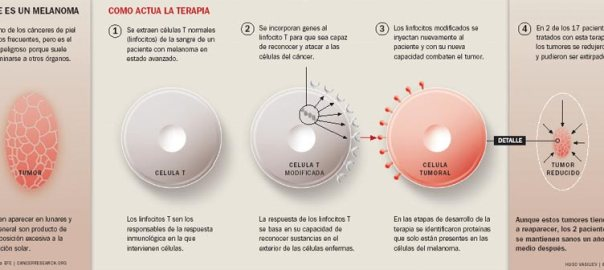 E ES UN MELANOMA
no de los cánceres de piel
os frecuentes, pero es el
peligroso porque suele
minarse a otros órganos.
TUMOR
en aparecer en lunares y
eneral son producto de
posición excesiva a la
ción solar.
EFE / CANCERRESEARCH.ORG
COMO ACTUA LA TERAPIA
1 Se extraen células T normales
(linfocitos) de la sangre de un
paciente con melanoma en
estado avanzado.
CELULA T
Los linfocitos T son los
responsables de la respuesta
inmunológica en la que
intervienen células.
2 Se incorporan genes al
linfocito T para que sea capaz
de reconocer y atacar a las
células del cáncer.
CELULA T
MODIFICADA
La respuesta de los linfocitos T
se basa en su capacidad de
reconocer sustancias en el
exterior de las células enfermas.
3 Los linfocitos modificados se
inyectan nuevamente al
paciente y con su nueva
capacidad combaten el tumor.
CELULA
TUMORAL
En las etapas de desarrollo de la
terapia se identificaron proteínas
que solo están presentes en las
células del melanoma.
DETALLE
4 En 2 de los 17 pacient
tratados con esta terap
los tumores se redujero
y pudieron ser extirpad
TUMOR
REDUCIDO
Aunque estos tumores tiene
a reaparecer, los 2 paciente
se mantienen sanos un año
medio después.
HUGO VASILIEV